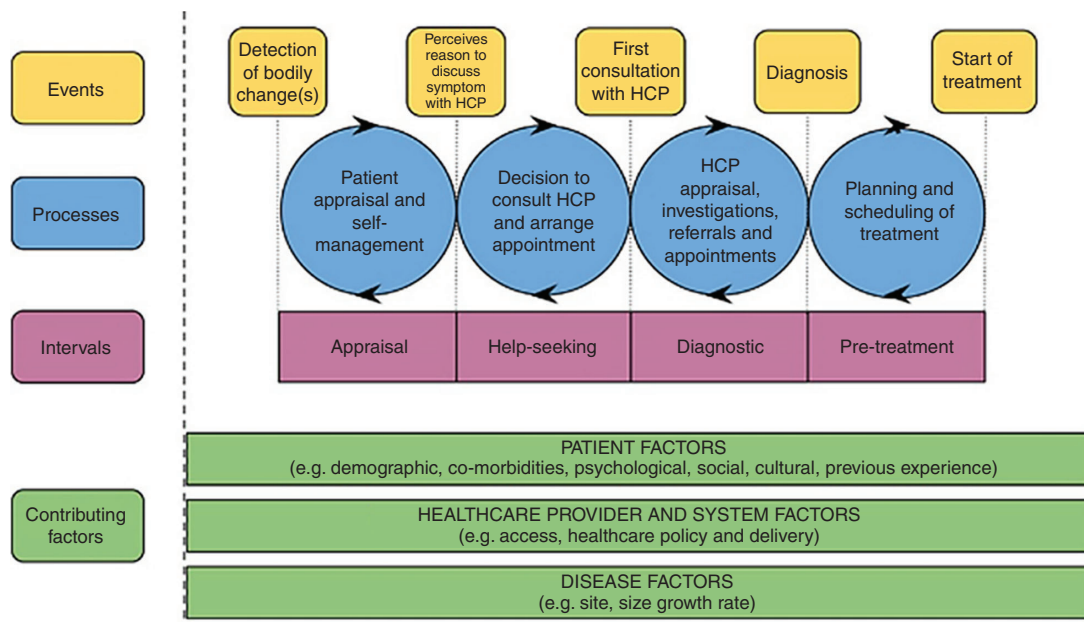 Events
Detection
of bodily
change(s)
Perceives
reason to
discuss
symptom
with HCP
First
consultation
with HCP
Diagnosis
Start of
treatment
Processes
Patient
appraisal and
self-
management
Decision to
consult HCP
and arrange
appointment
HCP
appraisal,
investigations,
referrals and
appointments
Planning and
scheduling of
treatment
Intervals
Appraisal
Help-seeking
Diagnostic
Pre-treatment
Contributing
factors
PATIENT FACTORS
(e.g. demographic, co-morbidities, psychological, social, cultural, previous experience)
HEALTHCARE PROVIDER AND SYSTEM FACTORS
(e.g. access, healthcare policy and delivery)
DISEASE FACTORS
(e.g. site, size growth rate)